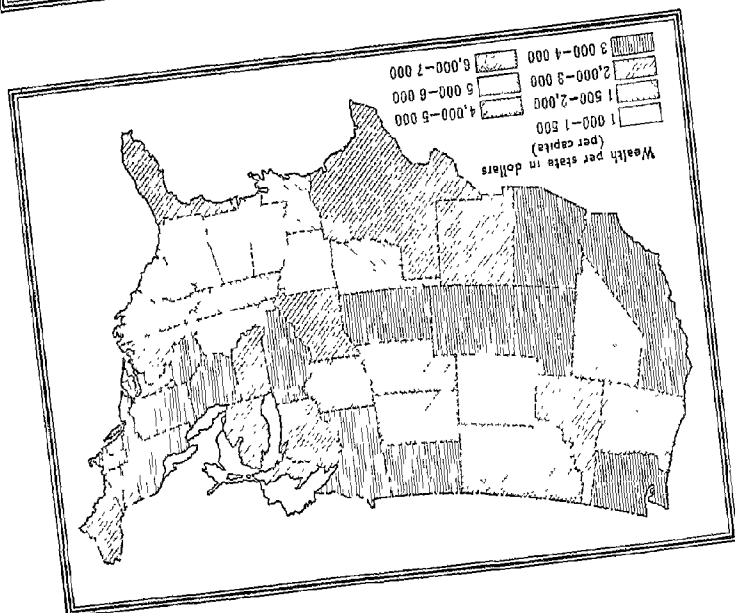 Wealth per state in dollars
(per capita)
1 000–1 500
1 500–2,000
2,000–3 000
3 000–4 000
4,000–5 000
5 000–6 000
6,000–7 000